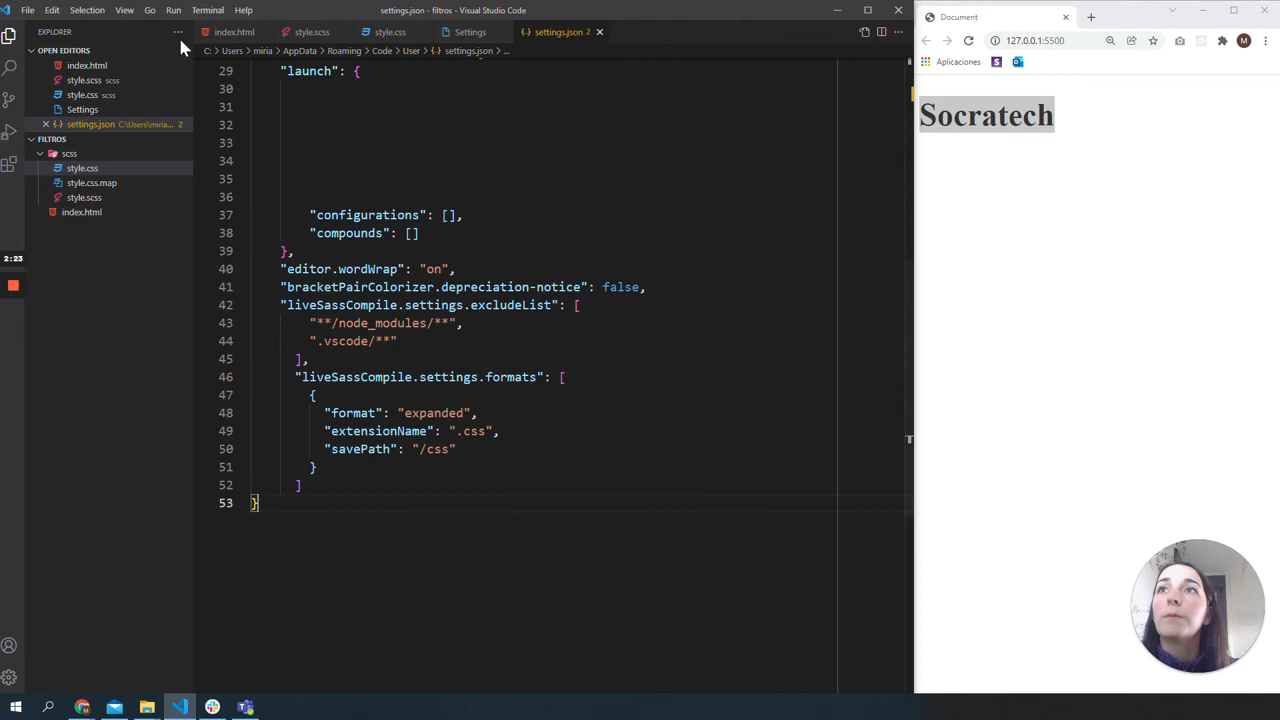 File Edit Selection View Go Run Terminal Help settings.json - filtros - Visual Studio Code
EXPLORER
OPEN EDITORS
index.html
style.scss scss
style.css scss
Settings
settings.json C:\Users\miria... 2
FILTROS
scss
style.css
style.css.map
style.scss
index.html
2:23
index.html style.scss style.css Settings settings.json 2
C: > Users > miria > AppData > Roaming > Code > User > settings.json > ...
29 "launch": {
30
31
32
33
34
35
36
37 "configurations": [],
38 "compounds": []
39 },
40 "editor.wordWrap": "on",
41 "bracketPairColorizer.depreciation-notice": false,
42 "liveSassCompile.settings.excludeList": [
43 "**/node_modules/**",
44 ".vscode/**"
45 ],
46 "liveSassCompile.settings.formats": [
47 {
48 "format": "expanded",
49 "extensionName": ".css",
50 "savePath": "/css"
51 }
52 ]
53 }
Document
127.0.0.1:5500
M
Aplicaciones
Socratech